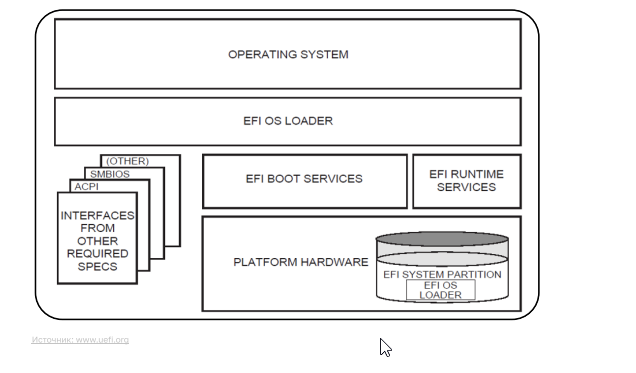 OPERATING SYSTEM
EFI OS LOADER
(OTHER)
SMBIOS
ACPI
INTERFACES
FROM
OTHER
REQUIRED
SPECS
EFI BOOT SERVICES
EFI RUNTIME
SERVICES
PLATFORM HARDWARE
EFI SYSTEM PARTITION
EFI OS
LOADER
Источник: www.uefi.org